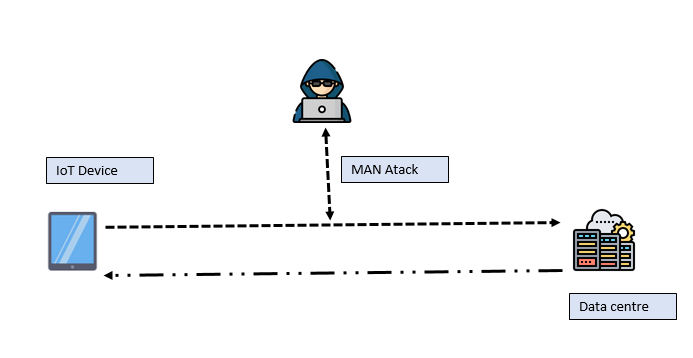 IoT Device
MAN Atack
Data centre